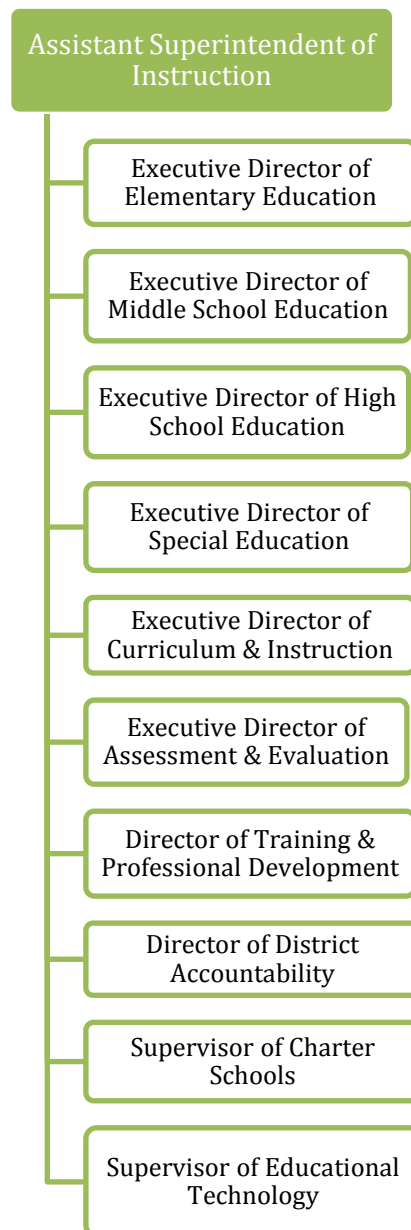 Assistant Superintendent of
Instruction
Executive Director of
Elementary Education
Executive Director of
Middle School Education
Executive Director of High
School Education
Executive Director of
Special Education
Executive Director of
Curriculum & Instruction
Executive Director of
Assessment & Evaluation
Director of Training &
Professional Development
Director of District
Accountability
Supervisor of Charter
Schools
Supervisor of Educational
Technology